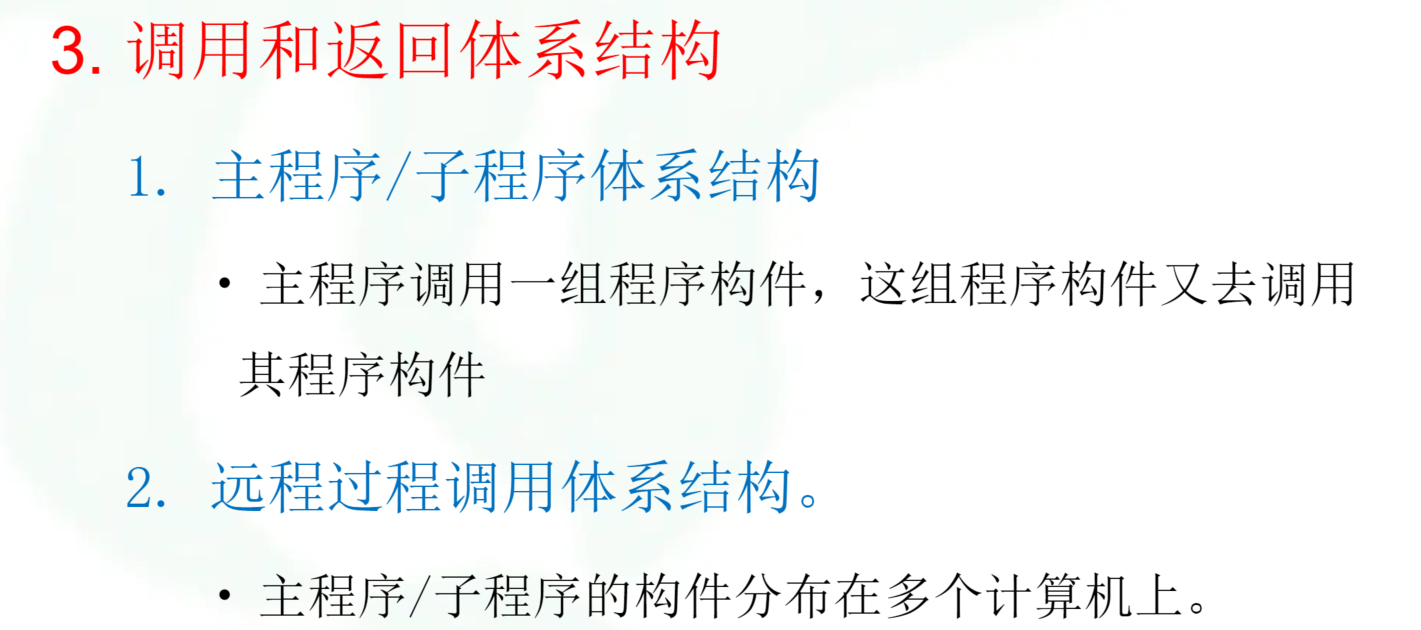 3. 调用和返回体系结构
1. 主程序/子程序体系结构
• 主程序调用一组程序构件，这组程序构件又去调用
其程序构件
2. 远程过程调用体系结构。
• 主程序/子程序的构件分布在多个计算机上。